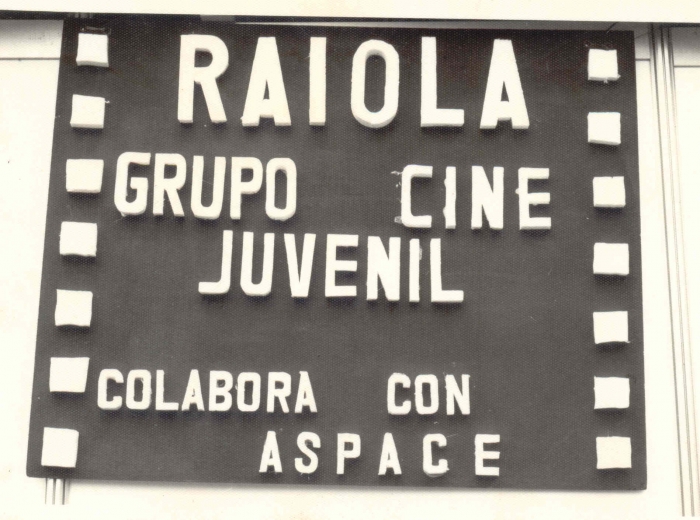 RAIOLA
GRUPO CINE
JUVENIL
COLABORA CON
ASPACE